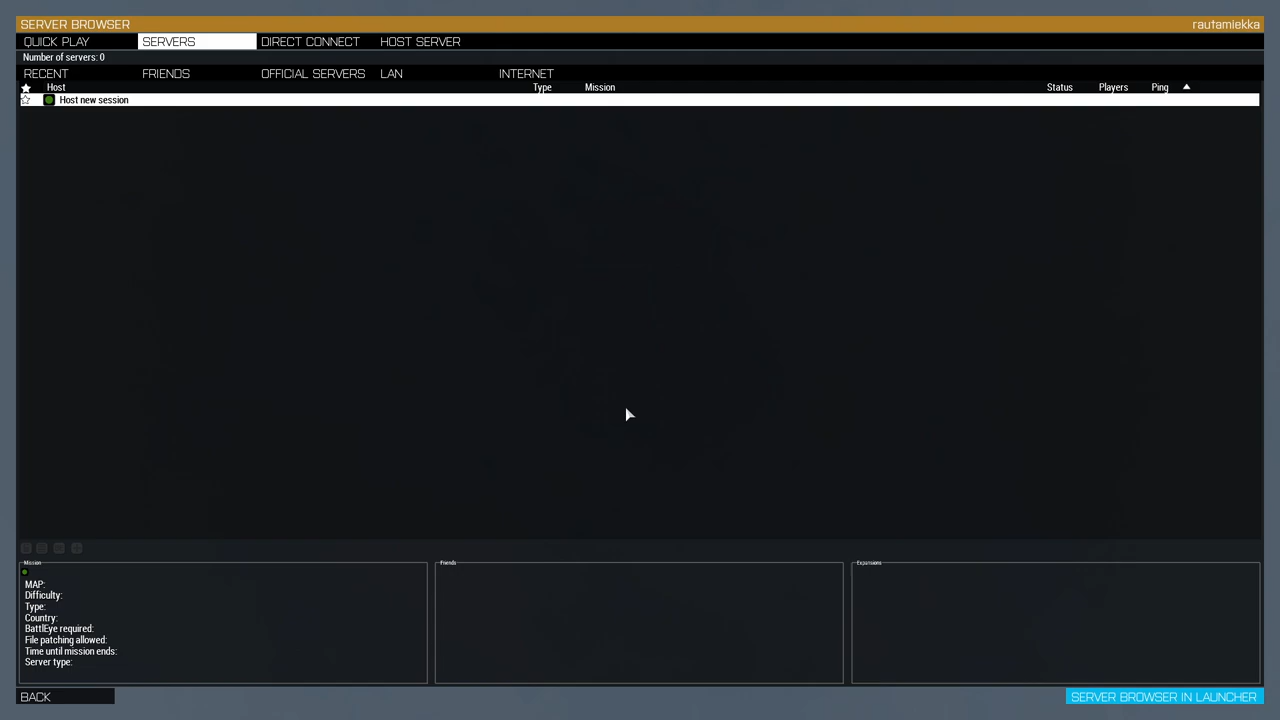 SERVER BROWSER rautamiekka
QUICK PLAY SERVERS DIRECT CONNECT HOST SERVER
Number of servers: 0
RECENT FRIENDS OFFICIAL SERVERS LAN INTERNET
Host Type Mission Status Players Ping
Host new session
Mission Friends Expansions
MAP:
Difficulty:
Type:
Country:
BattlEye required:
File patching allowed:
Time until mission ends:
Server type:
BACK SERVER BROWSER IN LAUNCHER